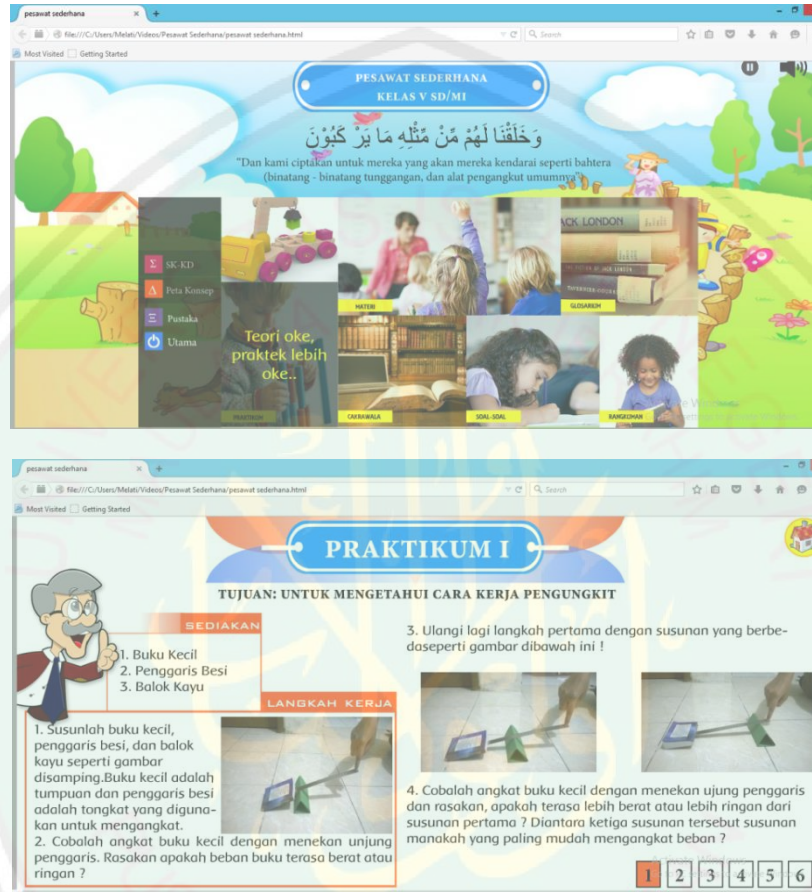 pesawat sederhana
file:///C:/Users/Melati/Videos/Pesawat Sederhana/pesawat sederhana.html
Search
Most Visited
Getting Started
PESAWAT SEDERHANA
KELAS V SD/MI
وَخَلَقْنَا لَهُمْ مِّنْ مِّثْلِهِ مَا يَرْ كَبُوْنَ
"Dan kami ciptakan untuk mereka yang akan mereka kendarai seperti bahtera
(binatang - binatang tunggangan, dan alat pengangkut umumnya"
SK-KD
Peta Konsep
Pustaka
Utama
Teori oke,
praktek lebih
oke..
PRAKTIKUM
MATERI
ACK LONDON
GLOSARIUM
CAKRAWALA
SOAL-SOAL
RANGKUMAN
pesawat sederhana
file:///C:/Users/Melati/Videos/Pesawat Sederhana/pesawat sederhana.html
Search
Most Visited
Getting Started
PRAKTIKUM I
TUJUAN: UNTUK MENGETAHUI CARA KERJA PENGUNGKIT
SEDIAKAN
1. Buku Kecil
2. Penggaris Besi
3. Balok Kayu
LANGKAH KERJA
1. Susunlah buku kecil,
penggaris besi, dan balok
kayu seperti gambar
disamping.Buku kecil adalah
tumpuan dan penggaris besi
adalah tongkat yang diguna-
kan untuk mengangkat.
2. Cobalah angkat buku kecil dengan menekan unjung
penggaris. Rasakan apakah beban buku terasa berat atau
ringan ?
3. Ulangi lagi langkah pertama dengan susunan yang berbe-
daseperti gambar dibawah ini !
4. Cobalah angkat buku kecil dengan menekan ujung penggaris
dan rasakan, apakah terasa lebih berat atau lebih ringan dari
susunan pertama ? Diantara ketiga susunan tersebut susunan
manakah yang paling mudah mengangkat beban ?
1 2 3 4 5 6